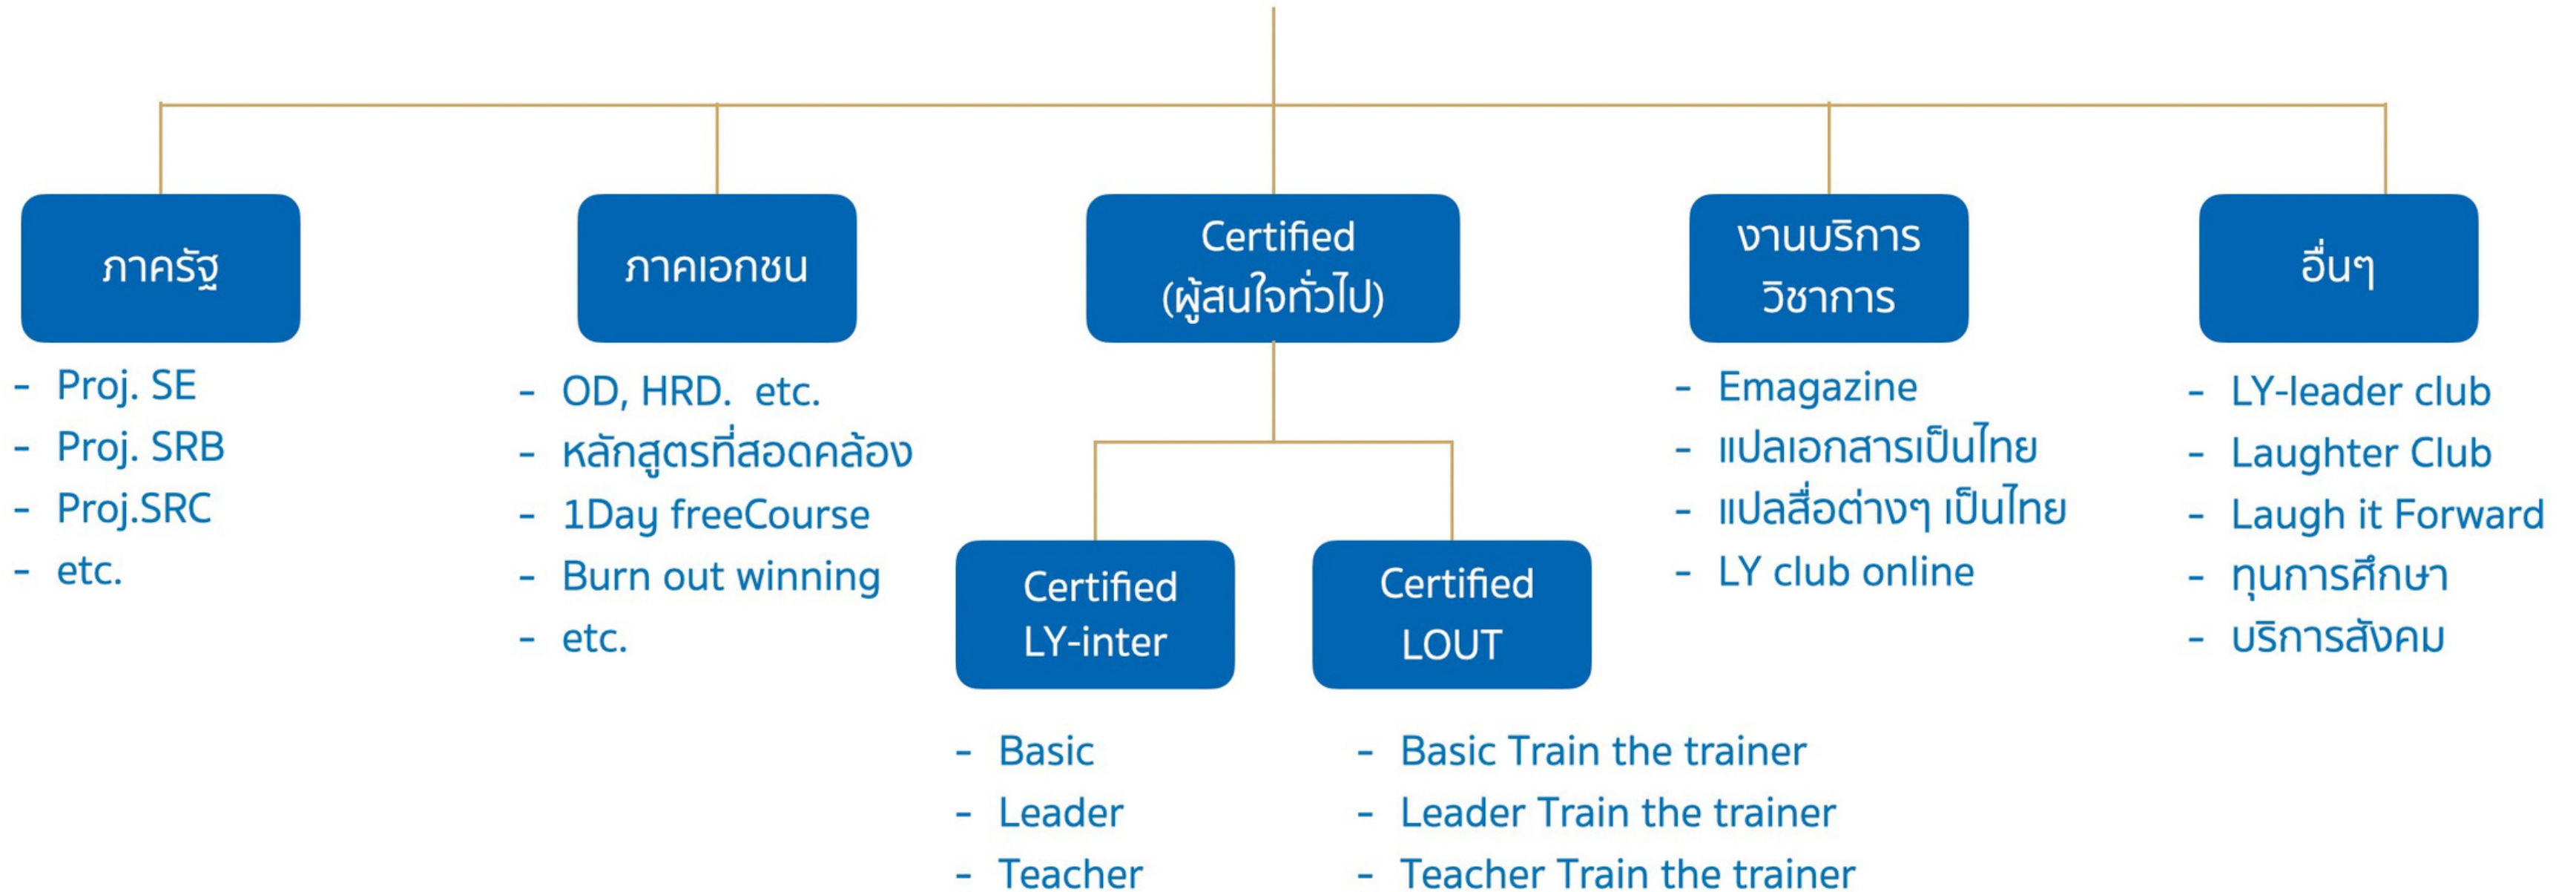 ภาครัฐ
- Proj. SE
- Proj. SRB
- Proj.SRC
- etc.
ภาคเอกชน
- OD, HRD.  etc.
- หลักสูตรที่สอดคล้อง
- 1Day freeCourse
- Burn out winning
- etc.
Certified
(ผู้สนใจทั่วไป)
Certified
LY-inter
- Basic
- Leader
- Teacher
Certified
LOUT
- Basic Train the trainer
- Leader Train the trainer
- Teacher Train the trainer
งานบริการ
วิชาการ
- Emagazine
- แปลเอกสารเป็นไทย
- แปลสื่อต่างๆ เป็นไทย
- LY club online
อื่นๆ
- LY-leader club
- Laughter Club
- Laugh it Forward
- ทุนการศึกษา
- บริการสังคม